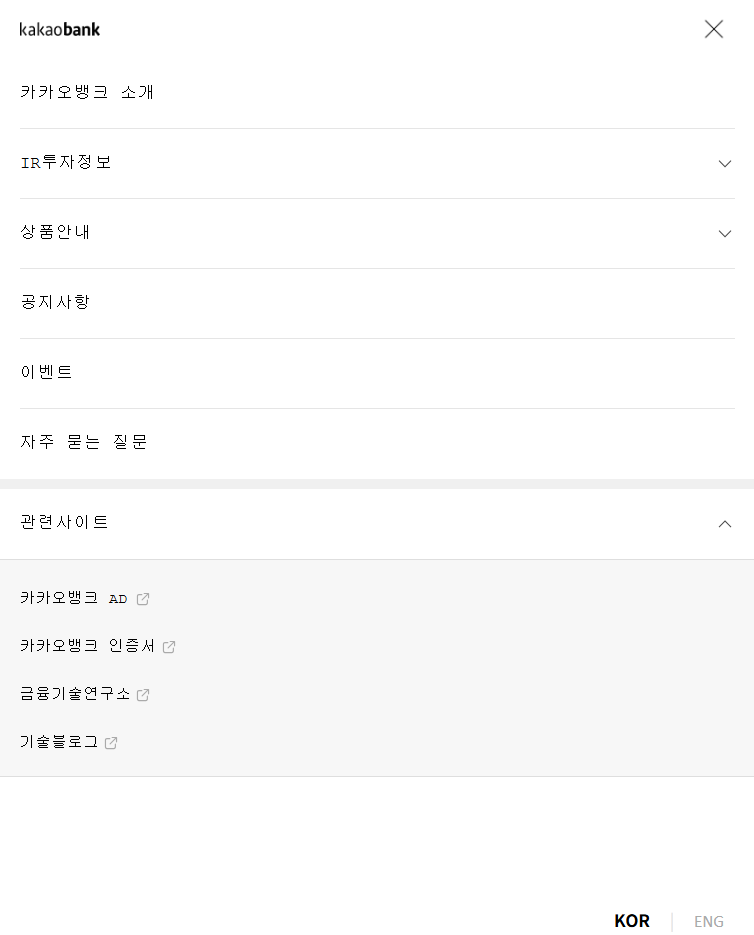 kakaobank
카카오뱅크 소개
IR투자정보
상품안내
공지사항
이벤트
자주 묻는 질문
관련사이트
카카오뱅크 AD
카카오뱅크 인증서
금융기술연구소
기술블로그
KOR ENG